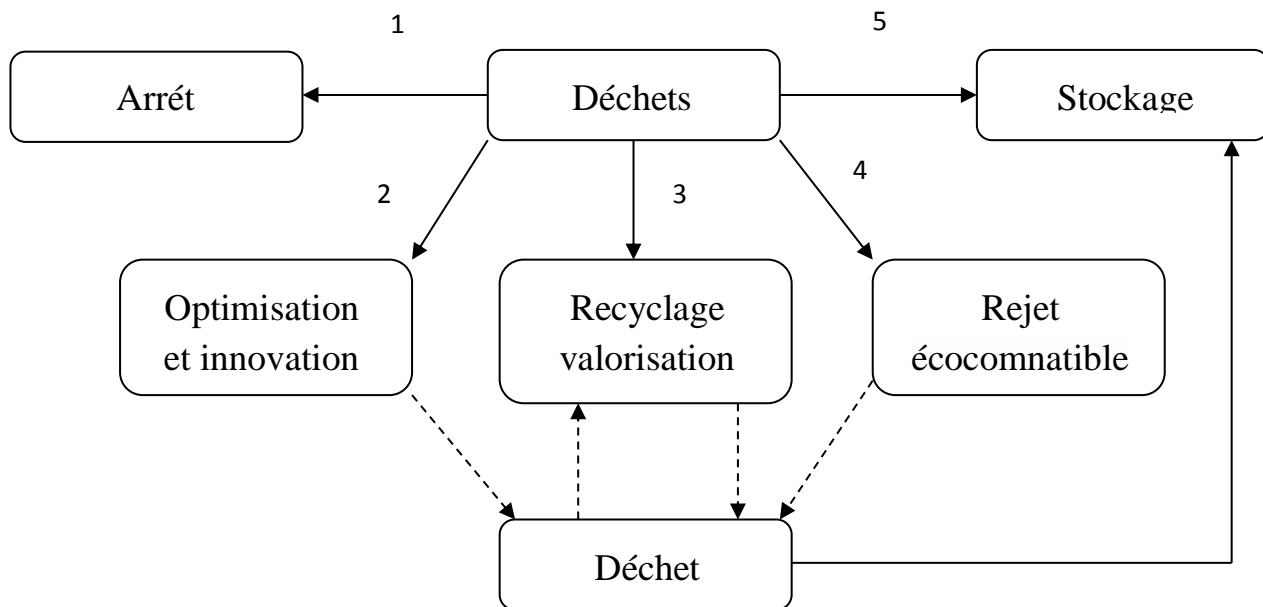 1
5
Arrét
Déchets
Stockage
2
3
4
Optimisation
et innovation
Recyclage
valorisation
Rejet
écocomnatible
Déchet